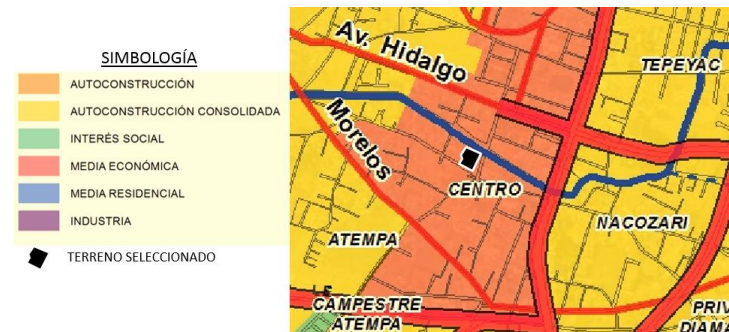 SIMBOLOGÍA
AUTOCONSTRUCCIÓN
AUTOCONSTRUCCIÓN CONSOLIDADA
INTERÉS SOCIAL
MEDIA ECONÓMICA
MEDIA RESIDENCIAL
INDUSTRIA
TERRENO SELECCIONADO
Av. Hidalgo
TEPEYAC
Morelos
CENTRO
NACOZARI
ATEMPA
CAMPESTRE
ATEMPA
PRIV
DIAMA